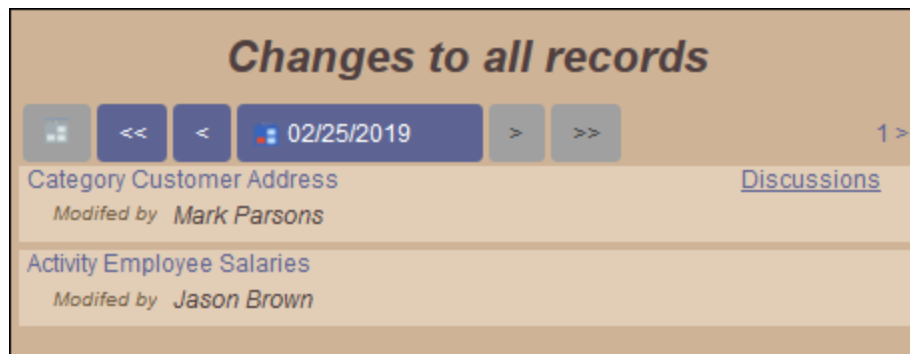 Changes to all records
<< < 02/25/2019 > >> 1 >
Category Customer Address Discussions
Modifed by Mark Parsons
Activity Employee Salaries
Modifed by Jason Brown